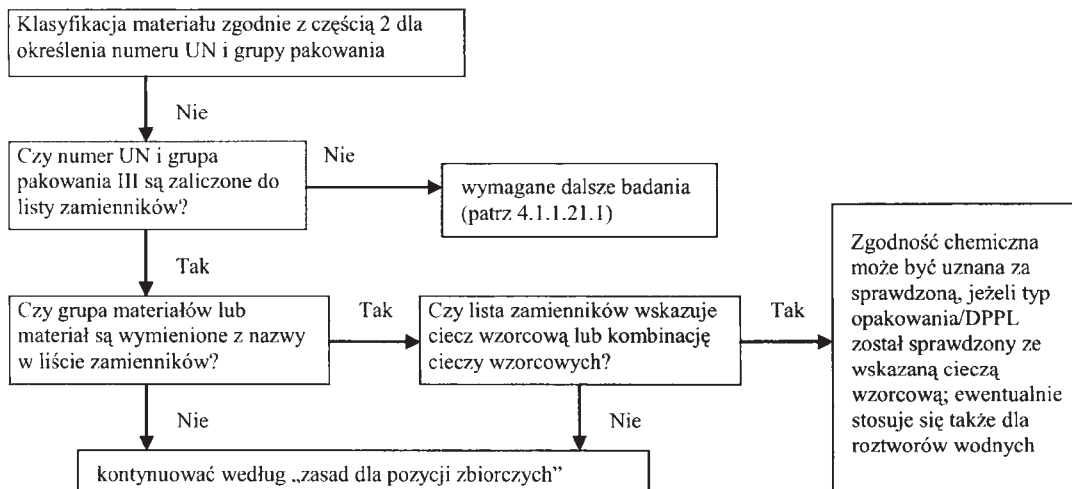 Klasyfikacja materiału zgodnie z częścią 2 dla
określenia numeru UN i grupy pakowania
Nie
Czy numer UN i grupa
pakowania III są zaliczone do
listy zamienników?
Nie
wymagane dalsze badania
(patrz 4.1.1.21.1)
Tak
Czy grupa materiałów lub
materiał są wymienione z nazwy
w liście zamienników?
Tak
Czy lista zamienników wskazuje
ciecz wzorcową lub kombinację
cieczy wzorcowych?
Tak
Zgodność chemiczna
może być uznana za
sprawdzoną, jeżeli typ
opakowania/DPPL
został sprawdzony ze
wskazaną cieczą
wzorcową; ewentualnie
stosuje się także dla
roztworów wodnych
Nie
Nie
kontynuować według „zasad dla pozycji zbiorczych”